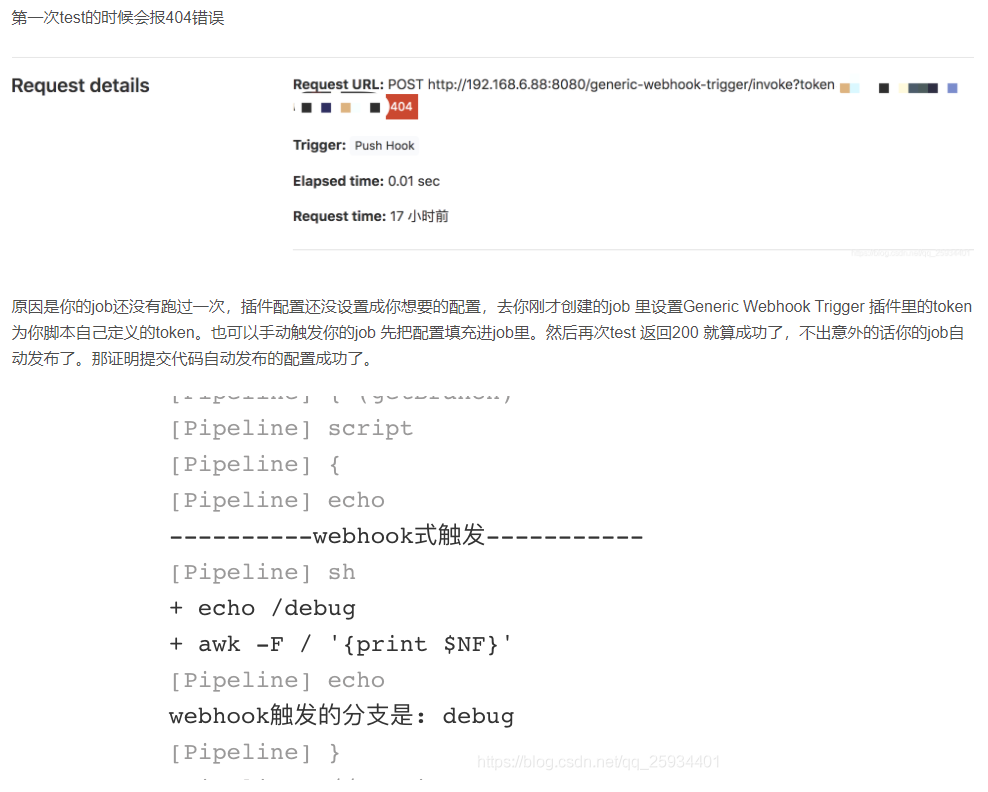 第一次test的时候会报404错误
Request details
Request URL: POST http://192.168.6.88:8080/generic-webhook-trigger/invoke?token
404
Trigger: Push Hook
Elapsed time: 0.01 sec
Request time: 17 小时前
原因是你的job还没有跑过一次，插件配置还没设置成你想要的配置，去你刚才创建的job 里设置Generic Webhook Trigger 插件里的token
为你脚本自己定义的token。也可以手动触发你的job 先把配置填充进job里。然后再次test 返回200 就算成功了，不出意外的话你的job自
动发布了。那证明提交代码自动发布的配置成功了。
[Pipeline] { (getBranch)
[Pipeline] script
[Pipeline] {
[Pipeline] echo
----------webhook式触发-----------
[Pipeline] sh
+ echo /debug
+ awk -F / '{print $NF}'
[Pipeline] echo
webhook触发的分支是：debug
[Pipeline] }
https://blog.csdn.net/qq_25934401